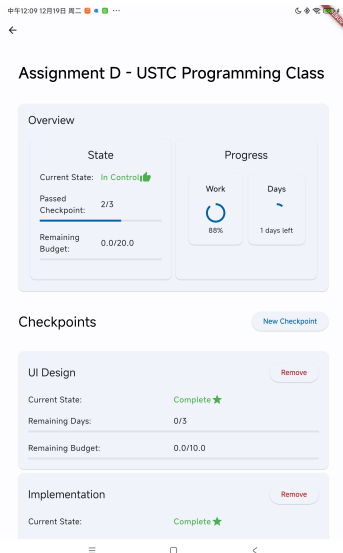 中午12:09 12月19日 周二
Assignment D - USTC Programming Class
Overview
State
Current State: In Control
Passed Checkpoint: 2/3
Remaining Budget: 0.0/20.0
Progress
Work
88%
Days
1 days left
Checkpoints
New Checkpoint
UI Design
Remove
Current State: Complete
Remaining Days: 0/3
Remaining Budget: 0.0/10.0
Implementation
Remove
Current State: Complete